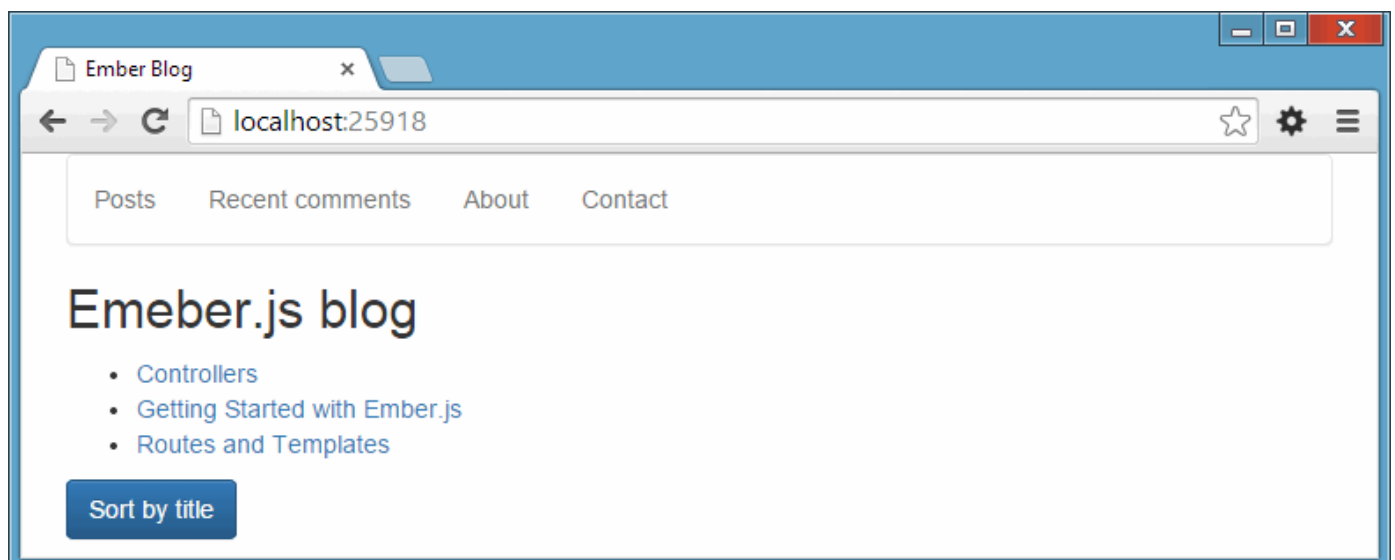 Ember Blog
localhost:25918
Posts Recent comments About Contact
Emeber.js blog
Controllers
Getting Started with Ember.js
Routes and Templates
Sort by title